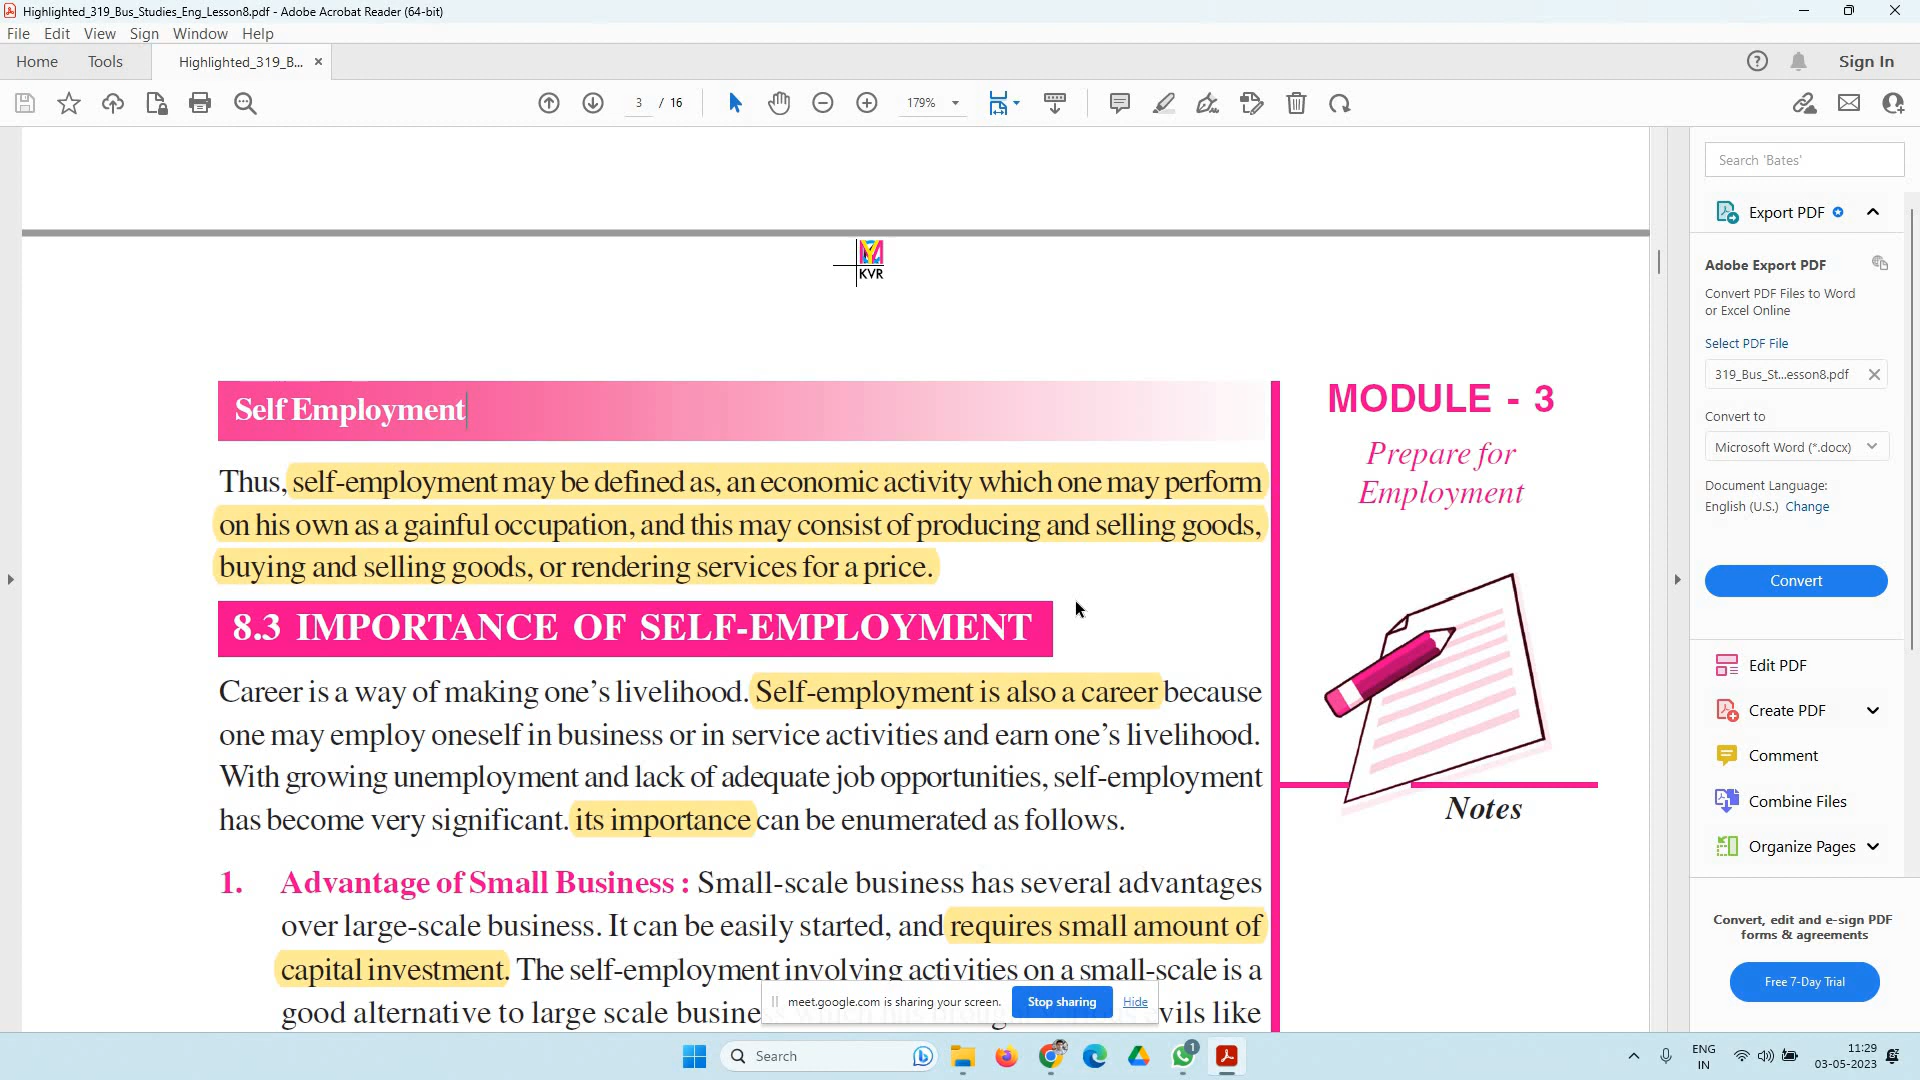 Highlighted_319_Bus_Studies_Eng_Lesson8.pdf - Adobe Acrobat Reader (64-bit)
File Edit View Sign Window Help
Home Tools Highlighted_319_B... × Sign In
3 / 16 179%
Search 'Bates'
Export PDF
Adobe Export PDF
Convert PDF Files to Word
or Excel Online
Select PDF File
319_Bus_St...esson8.pdf
Convert to
Microsoft Word (*.docx)
Document Language:
English (U.S.) Change
Convert
Edit PDF
Create PDF
Comment
Combine Files
Organize Pages
Convert, edit and e-sign PDF
forms & agreements
Free 7-Day Trial
KVR
Self Employment
MODULE - 3
Prepare for
Employment
Notes
Thus, self-employment may be defined as, an economic activity which one may perform
on his own as a gainful occupation, and this may consist of producing and selling goods,
buying and selling goods, or rendering services for a price.
8.3 IMPORTANCE OF SELF-EMPLOYMENT
Career is a way of making one's livelihood. Self-employment is also a career because
one may employ oneself in business or in service activities and earn one's livelihood.
With growing unemployment and lack of adequate job opportunities, self-employment
has become very significant. its importance can be enumerated as follows.
1. Advantage of Small Business : Small-scale business has several advantages
over large-scale business. It can be easily started, and requires small amount of
capital investment. The self-employment involving activities on a small-scale is a
good alternative to large scale busine vils like
meet.google.com is sharing your screen. Stop sharing Hide
Search
1
ENG
IN
11:29
03-05-2023